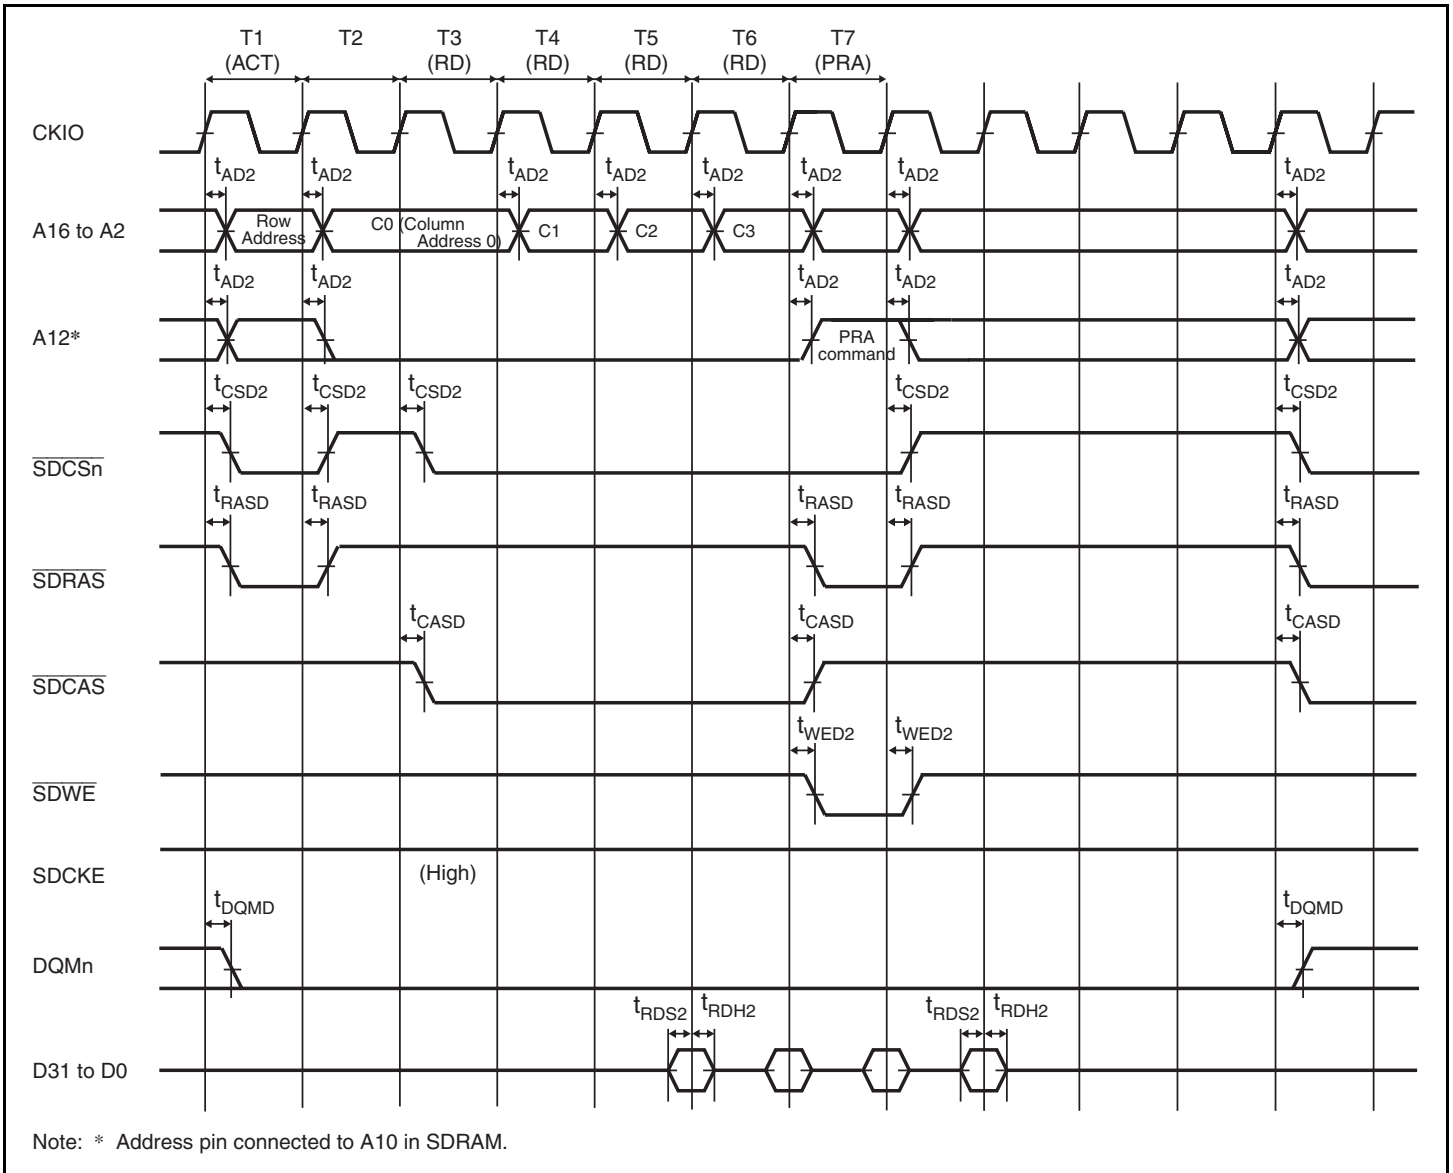 T1 T2 T3 T4 T5 T6 T7
(ACT) (RD) (RD) (RD) (RD) (PRA)
CKIO
tAD2 tAD2 tAD2 tAD2 tAD2 tAD2 tAD2 tAD2
A16 to A2
Row
Address
C0 (Column
Address 0)
C1 C2 C3
tAD2 tAD2 tAD2 tAD2 tAD2
A12*
PRA
command
tCSD2 tCSD2 tCSD2 tCSD2 tCSD2
SDCSn
tRASD tRASD tRASD tRASD tRASD
SDRAS
tCASD tCASD tCASD
SDCAS
tWED2 tWED2
SDWE
SDCKE
(High)
tDQMD tDQMD
DQMn
tRDS2 tRDH2 tRDS2 tRDH2
D31 to D0
Note: * Address pin connected to A10 in SDRAM.